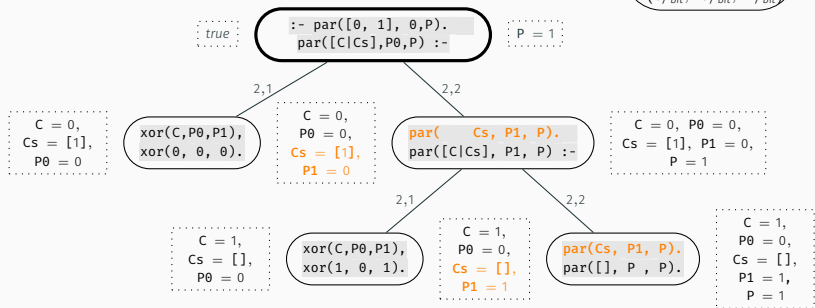 :- par([0, 1], 0,P).
true
P = 1
par([C|Cs],P0,P) :-
2,1
2,2
C = 0,
Cs = [1],
P0 = 0
xor(C,P0,P1),
xor(0, 0, 0).
C = 0,
P0 = 0,
Cs = [1],
P1 = 0
par( Cs, P1, P).
par([C|Cs], P1, P) :-
C = 0, P0 = 0,
Cs = [1], P1 = 0,
P = 1
2,1
2,2
C = 1,
Cs = [],
P0 = 0
xor(C,P0,P1),
xor(1, 0, 1).
C = 1,
P0 = 0,
Cs = [],
P1 = 1
par(Cs, P1, P).
par([], P , P).
C = 1,
P0 = 0,
Cs = [],
P1 = 1,
P = 1